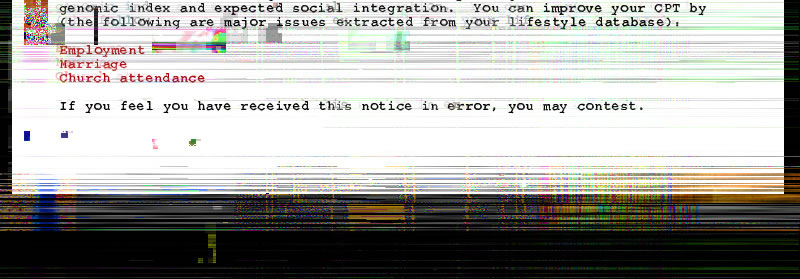 genomic index and expected social integration. You can improve your CPT by
(the following are major issues extracted from your lifestyle database):
Employment
Marriage
Church attendance
If you feel you have received this notice in error, you may contest.